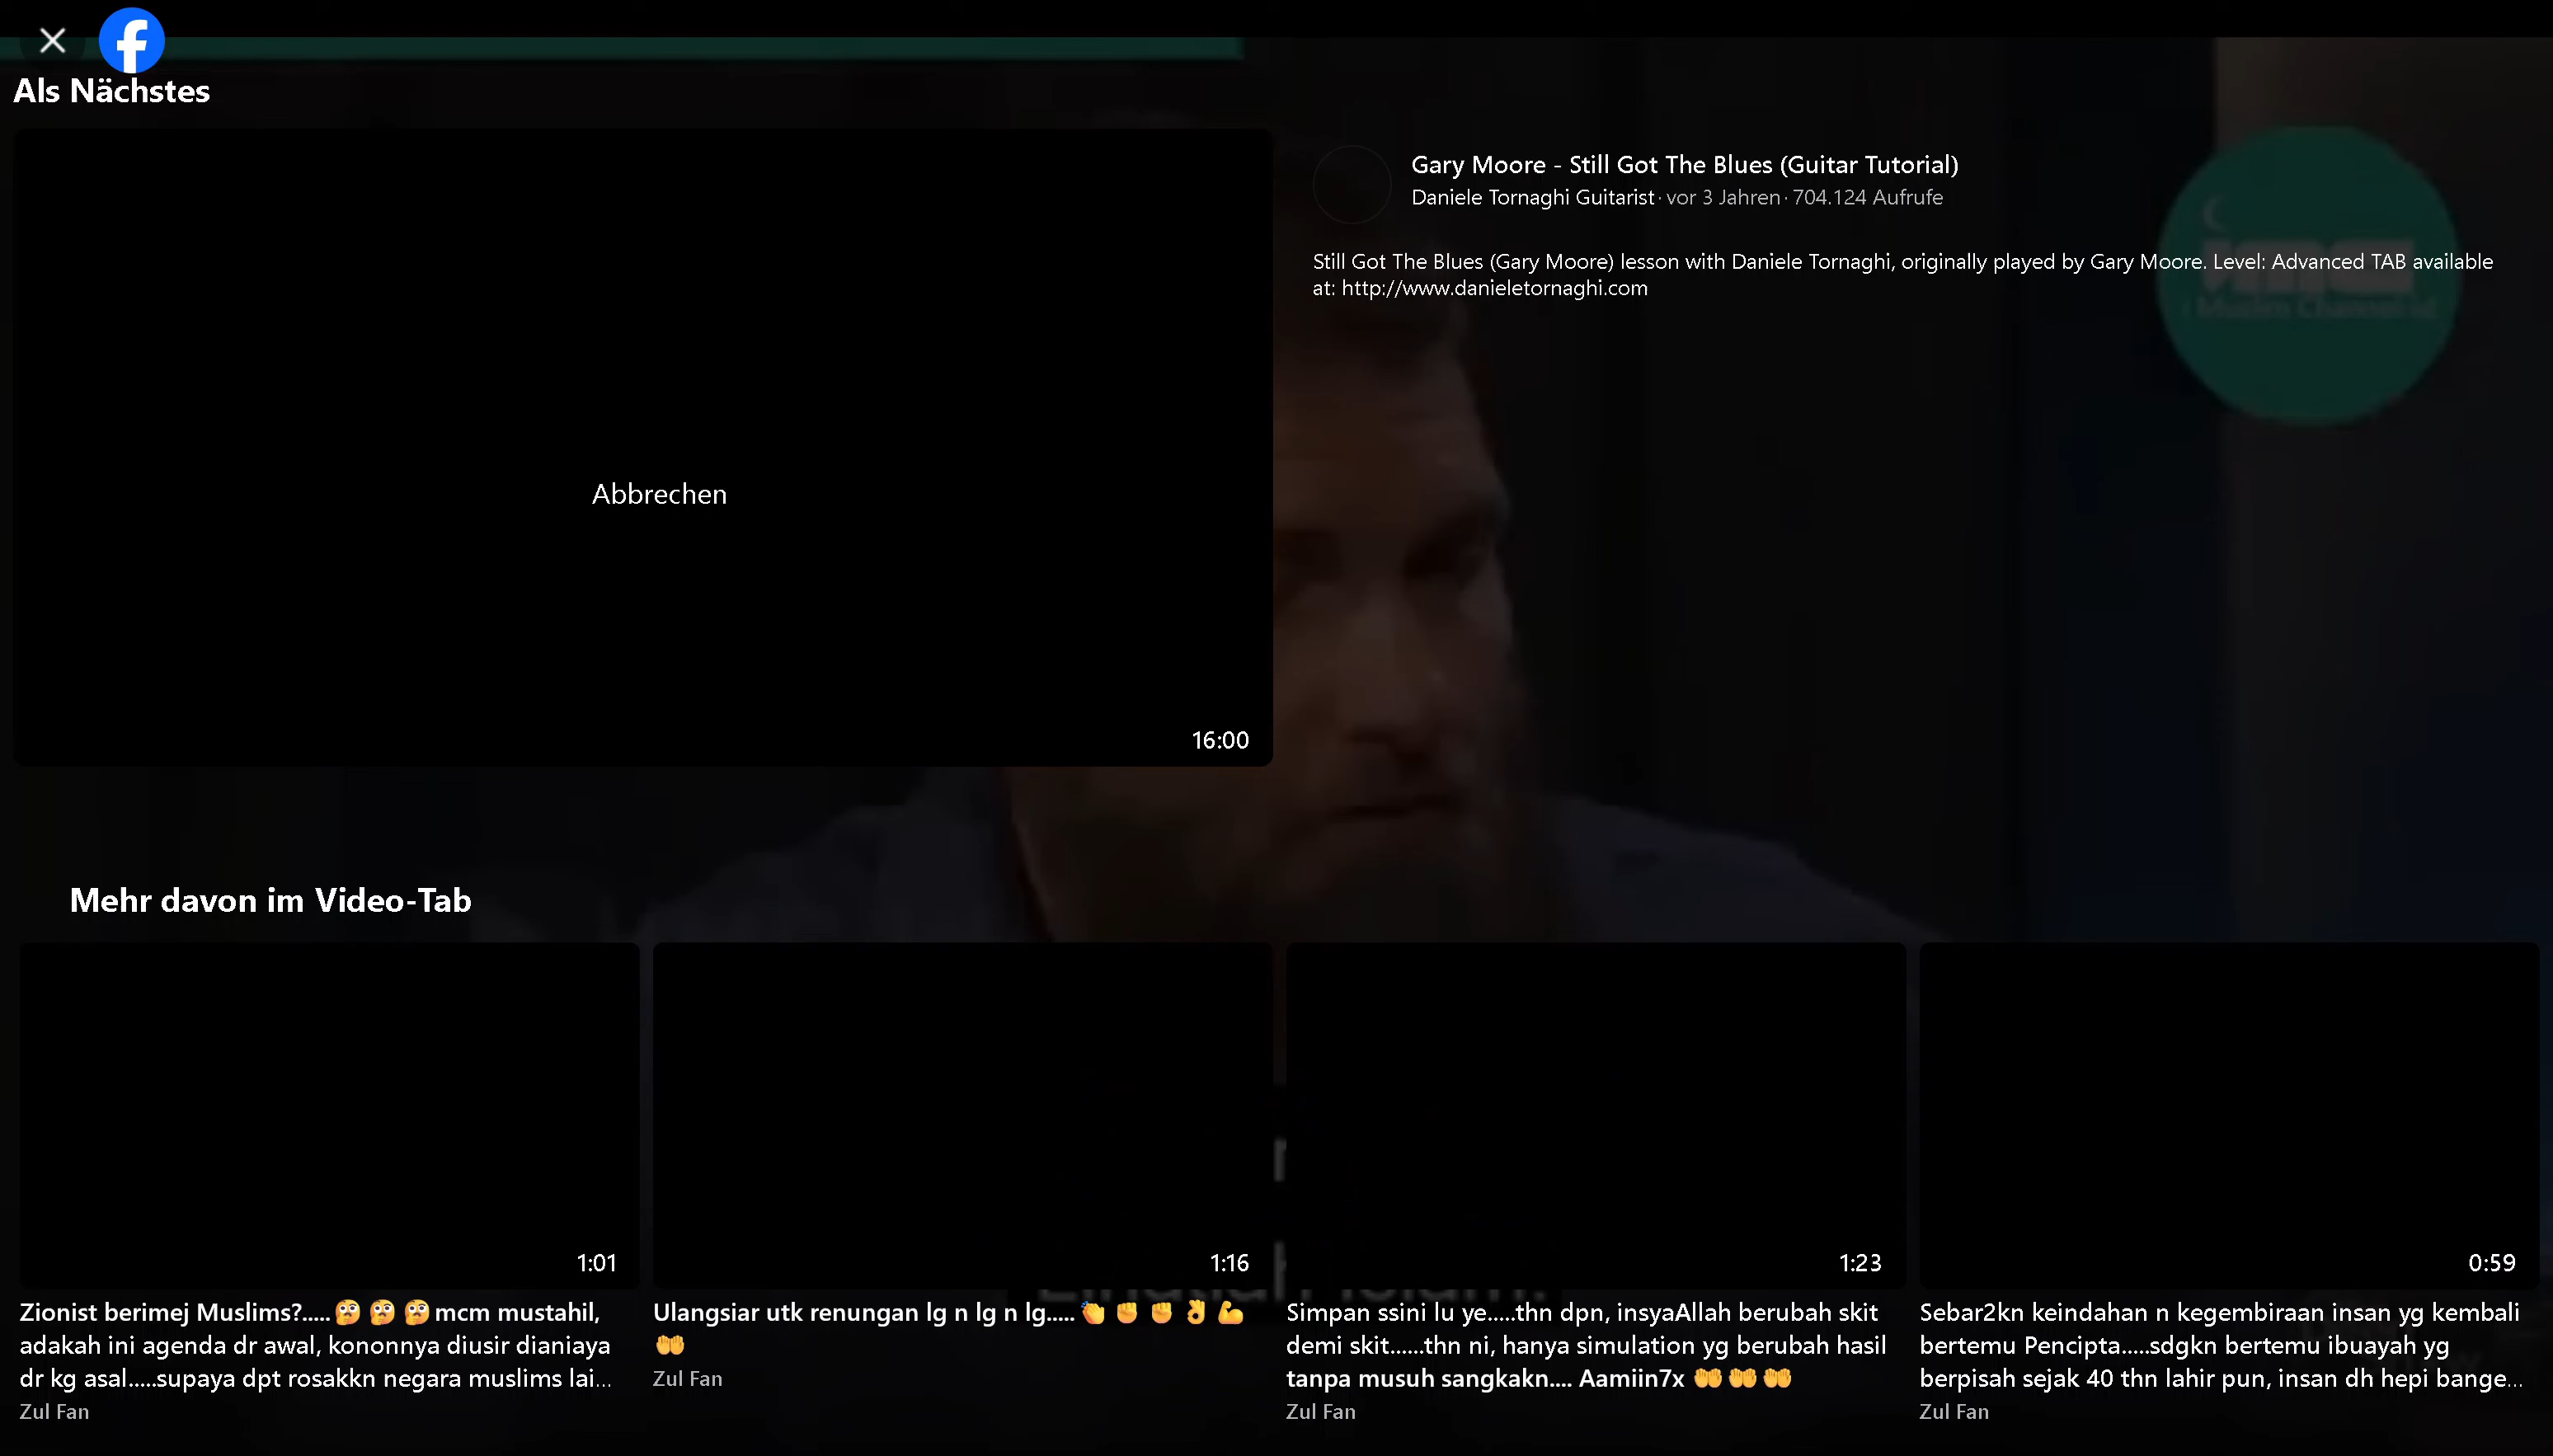 Als Nächstes
Gary Moore - Still Got The Blues (Guitar Tutorial)
Daniele Tornaghi Guitarist · vor 3 Jahren · 704.124 Aufrufe
Still Got The Blues (Gary Moore) lesson with Daniele Tornaghi, originally played by Gary Moore. Level: Advanced TAB available
at: http://www.danieletornaghi.com
ima
i Muslim Channel.id
Abbrechen
16:00
Mehr davon im Video-Tab
1:01
Zionist berimej Muslims?.....🤔🤔🤔mcm mustahil,
adakah ini agenda dr awal, kononnya diusir dianiaya
dr kg asal.....supaya dpt rosakkn negara muslims lai...
Zul Fan
1:16
Ulangsiar utk renungan lg n lg n lg.....👏✊✊👌💪
🤲
Zul Fan
1:23
Simpan ssini lu ye.....thn dpn, insyaAllah berubah skit
demi skit......thn ni, hanya simulation yg berubah hasil
tanpa musuh sangkakn.... Aamiin7x 🤲🤲🤲
Zul Fan
0:59
Sebar2kn keindahan n kegembiraan insan yg kembali
bertemu Pencipta.....sdgkn bertemu ibuayah yg
berpisah sejak 40 thn lahir pun, insan dh hepi bange...
Zul Fan